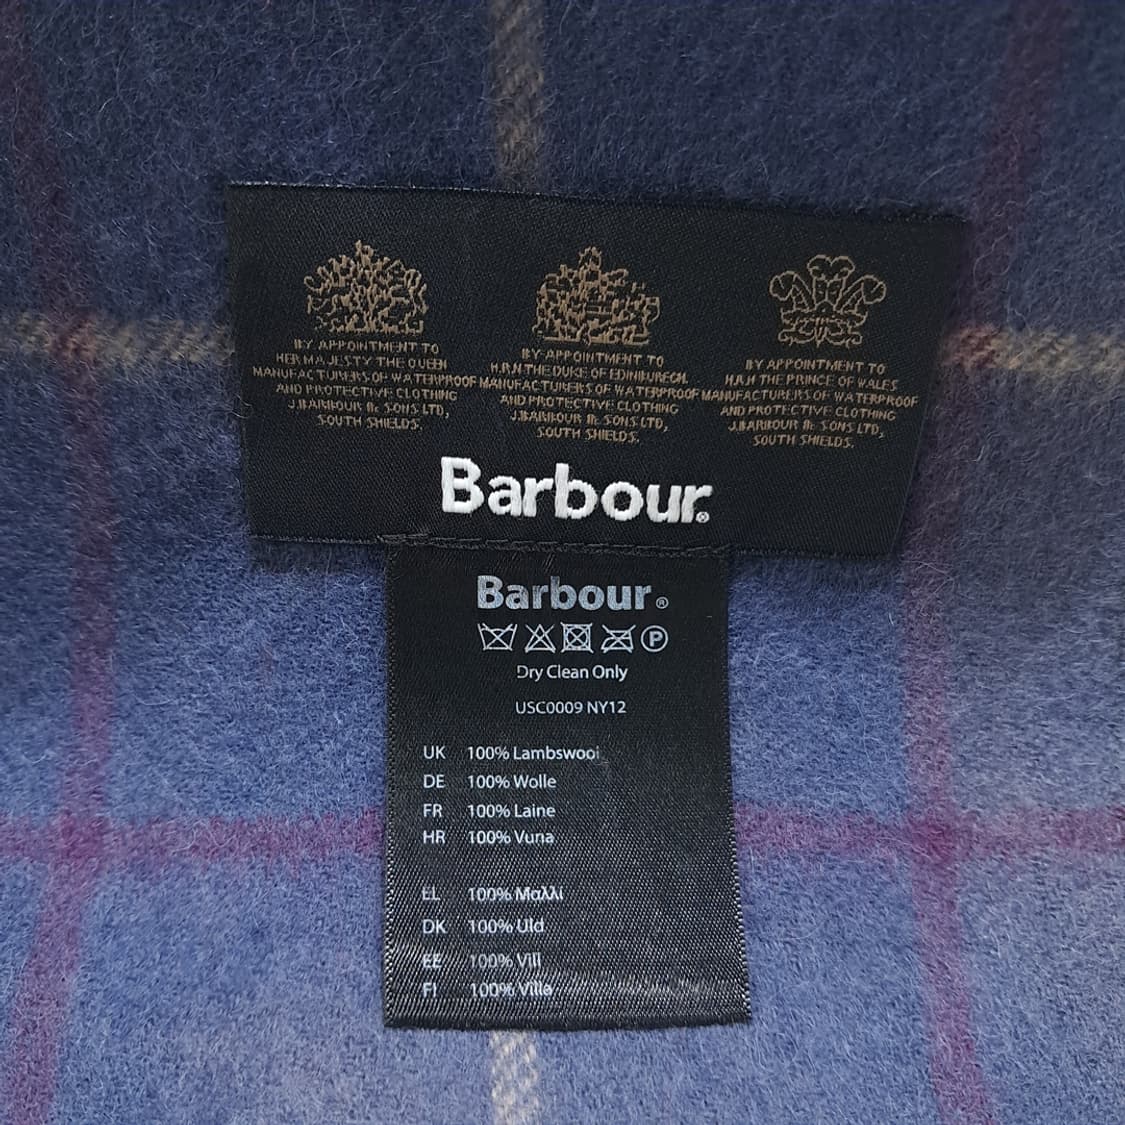 BY APPOINTMENT TO
HER MAJESTY THE QUEEN
MANUFACTURERS OF WATERPROOF
AND PROTECTIVE CLOTHING
J.BARBOUR & SONS LTD,
SOUTH SHIELDS.
BY APPOINTMENT TO
H.R.H THE DUKE OF EDINBURGH.
MANUFACTURERS OF WATERPROOF
AND PROTECTIVE CLOTHING
J.BARBOUR & SONS LTD,
SOUTH SHIELDS.
BY APPOINTMENT TO
H.R.H THE PRINCE OF WALES
MANUFACTURERS OF WATERPROOF
AND PROTECTIVE CLOTHING
J.BARBOUR & SONS LTD,
SOUTH SHIELDS.
Barbour.®
Barbour®
P
Dry Clean Only
USC0009 NY12
UK 100% Lambswool
DE 100% Wolle
FR 100% Laine
HR 100% Vuna
EL 100% Μαλλί
DK 100% Uld
EE 100% Vill
FI 100% Villa